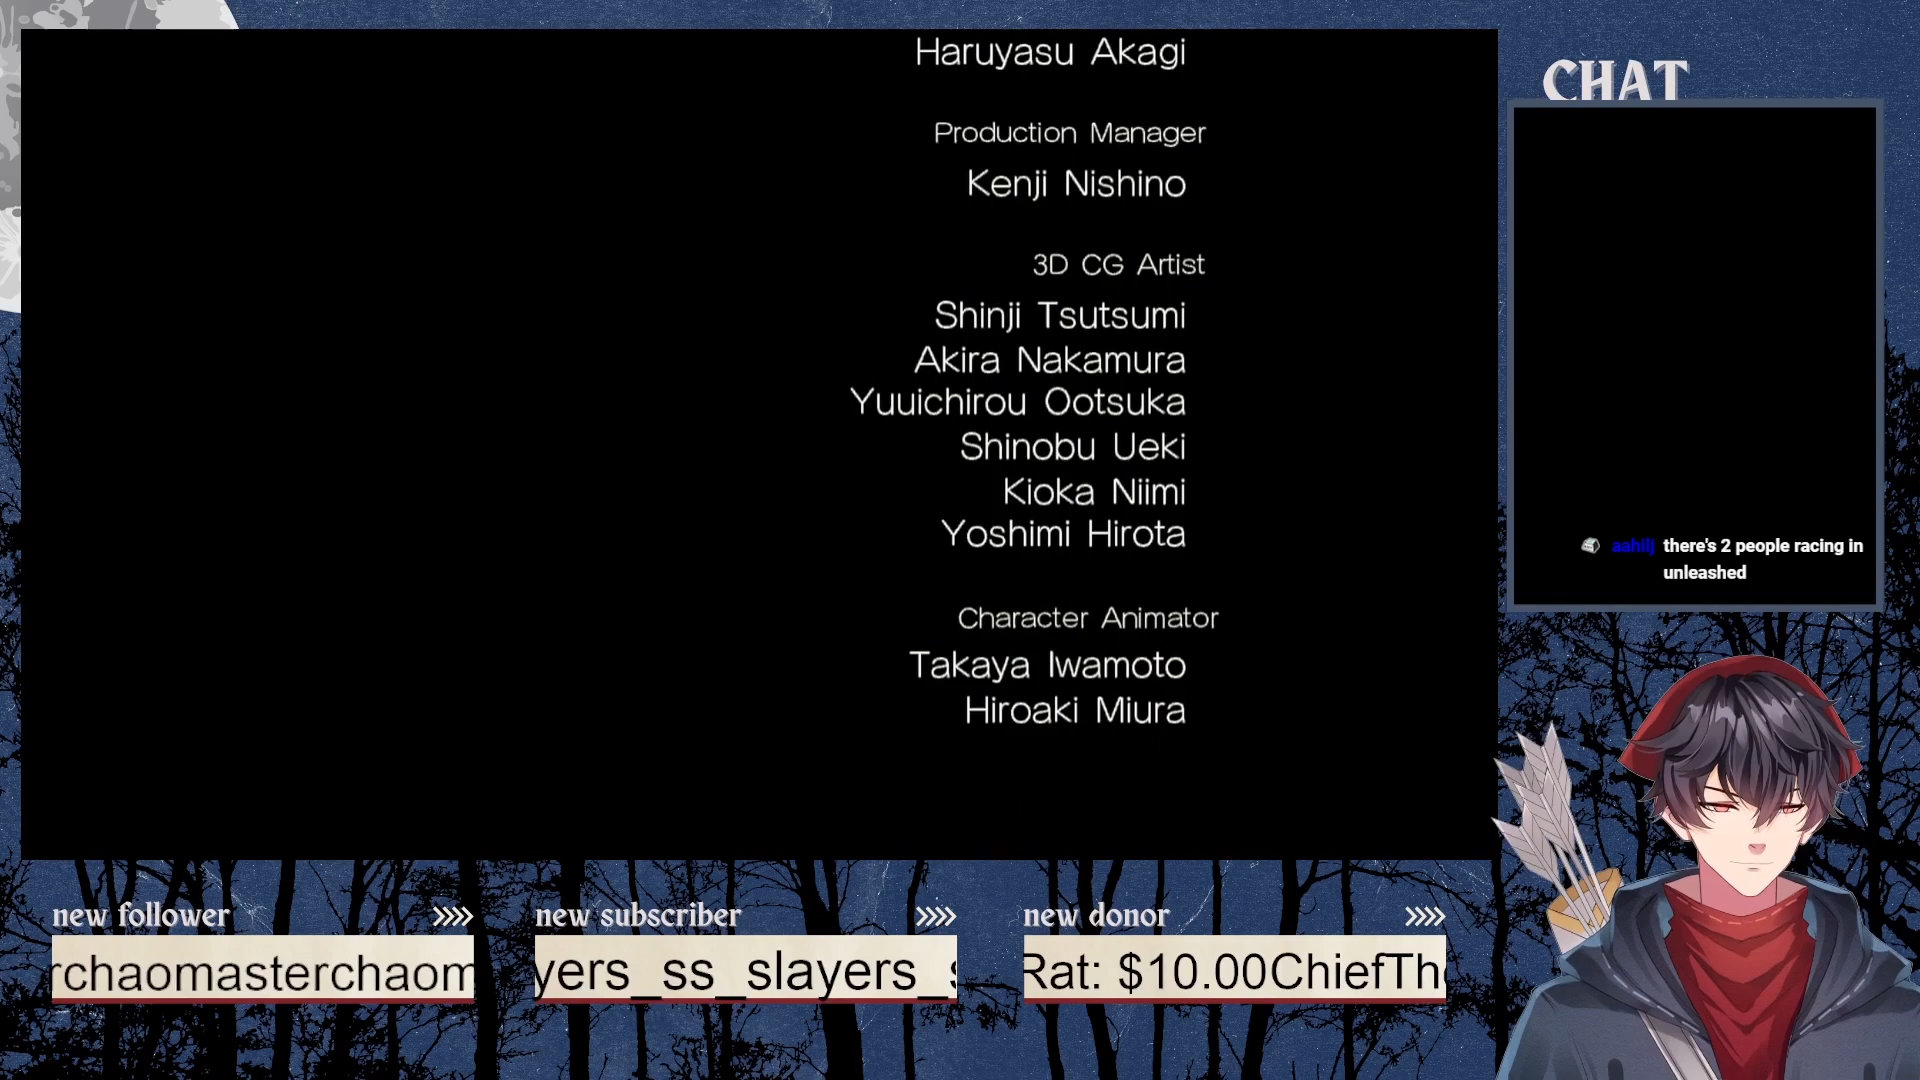 Haruyasu Akagi
Production Manager
Kenji Nishino
3D CG Artist
Shinji Tsutsumi
Akira Nakamura
Yuuichirou Ootsuka
Shinobu Ueki
Kioka Niimi
Yoshimi Hirota
Character Animator
Takaya Iwamoto
Hiroaki Miura
CHAT
aahilj there's 2 people racing in
unleashed
new follower >>>>
rchaomasterchaom
new subscriber >>>>
yers_ss_slayers_s
new donor >>>>
Rat: $10.00ChiefTh